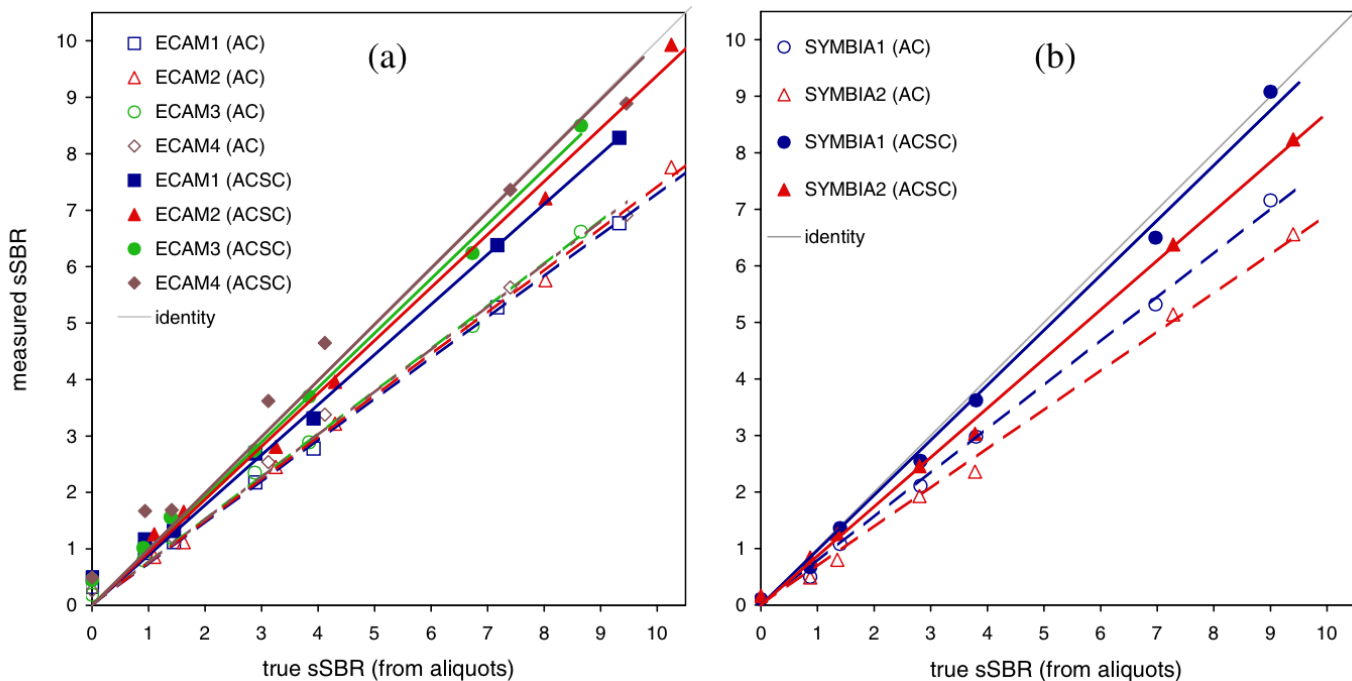 (a)
ECAM1 (AC)
ECAM2 (AC)
ECAM3 (AC)
ECAM4 (AC)
ECAM1 (ACSC)
ECAM2 (ACSC)
ECAM3 (ACSC)
ECAM4 (ACSC)
identity
measured sSBR
10
9
8
7
6
5
4
3
2
1
0
0 1 2 3 4 5 6 7 8 9 10
true sSBR (from aliquots)
(b)
SYMBIA1 (AC)
SYMBIA2 (AC)
SYMBIA1 (ACSC)
SYMBIA2 (ACSC)
identity
10
9
8
7
6
5
4
3
2
1
0
0 1 2 3 4 5 6 7 8 9 10
true sSBR (from aliquots)